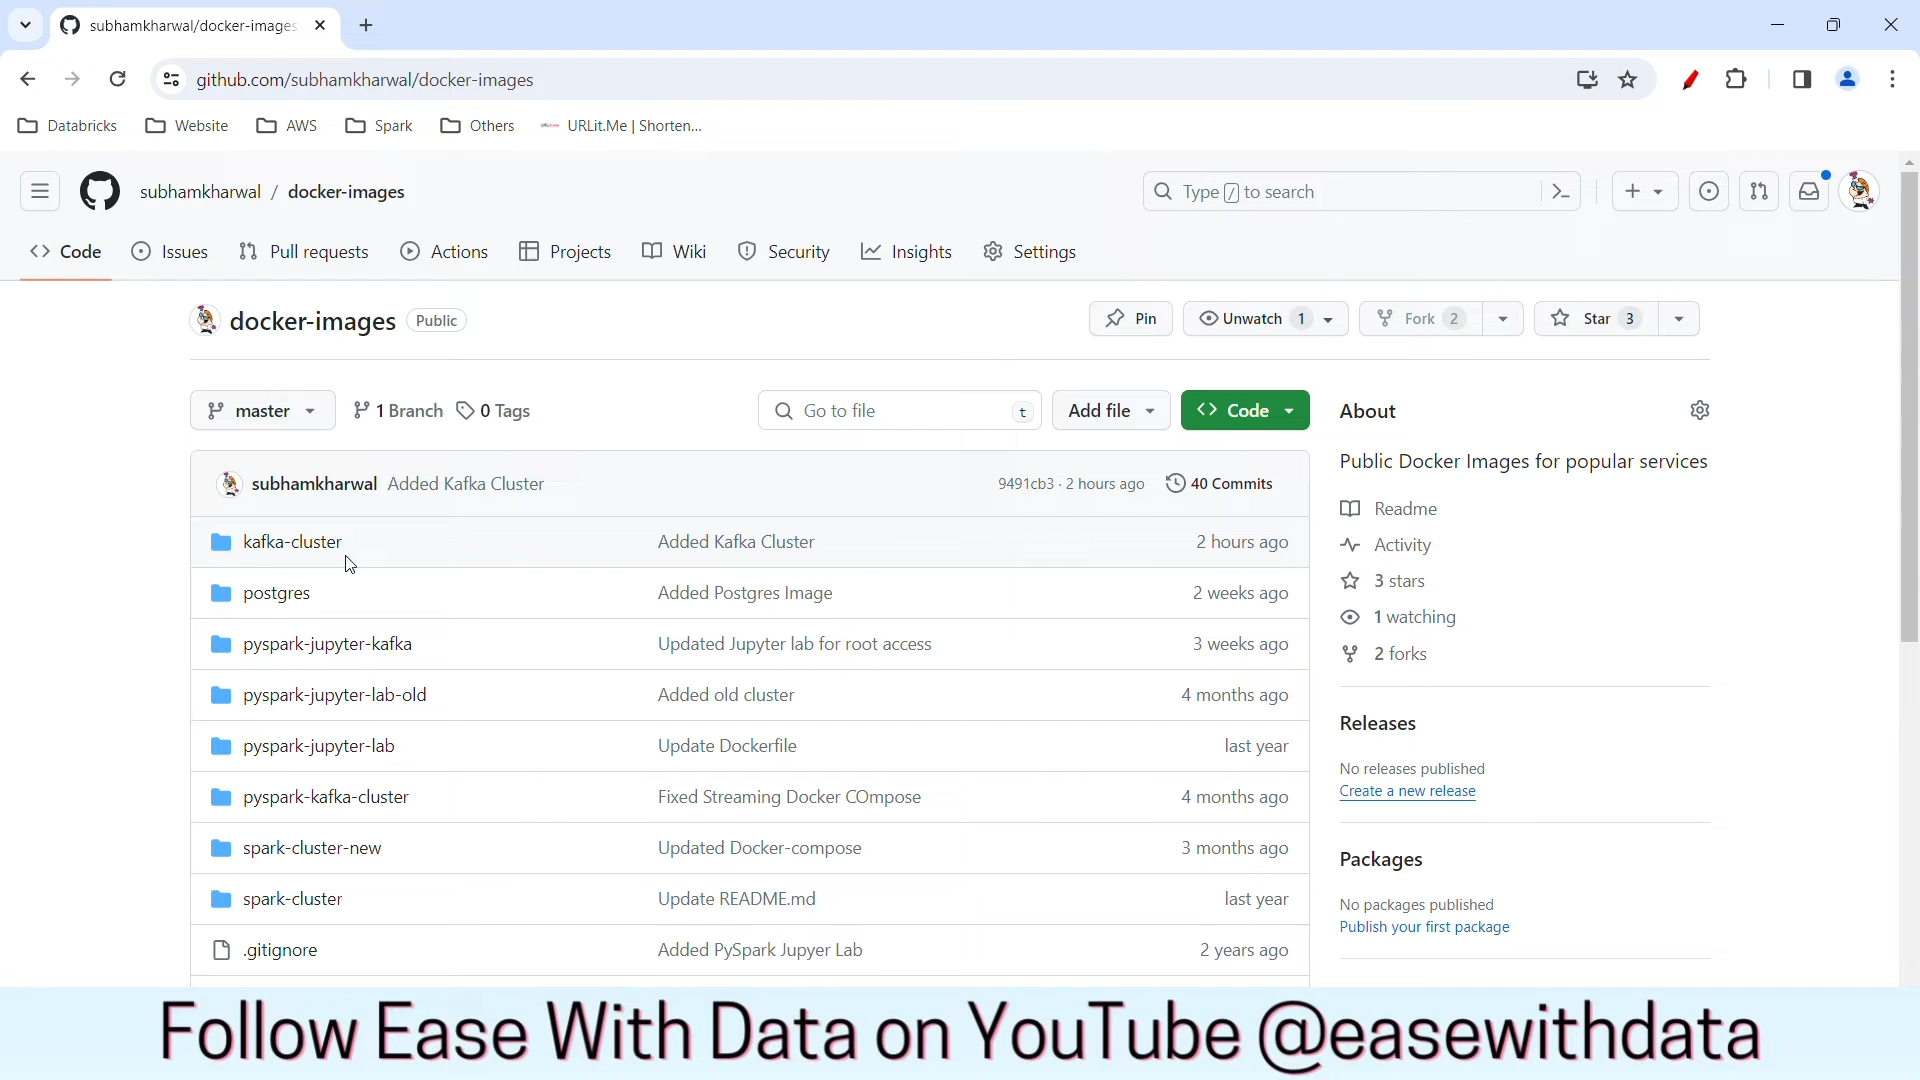 subhamkharwal/docker-images
github.com/subhamkharwal/docker-images
Databricks
Website
AWS
Spark
Others
URLit.Me | Shorten...
subhamkharwal / docker-images
Type / to search
Code
Issues
Pull requests
Actions
Projects
Wiki
Security
Insights
Settings
docker-images Public
Pin
Unwatch 1
Fork 2
Star 3
master
1 Branch
0 Tags
Go to file t
Add file
Code
subhamkharwal Added Kafka Cluster 9491cb3 · 2 hours ago 40 Commits
kafka-cluster Added Kafka Cluster 2 hours ago
postgres Added Postgres Image 2 weeks ago
pyspark-jupyter-kafka Updated Jupyter lab for root access 3 weeks ago
pyspark-jupyter-lab-old Added old cluster 4 months ago
pyspark-jupyter-lab Update Dockerfile last year
pyspark-kafka-cluster Fixed Streaming Docker COmpose 4 months ago
spark-cluster-new Updated Docker-compose 3 months ago
spark-cluster Update README.md last year
.gitignore Added PySpark Jupyer Lab 2 years ago
About
Public Docker Images for popular services
Readme
Activity
3 stars
1 watching
2 forks
Releases
No releases published
Create a new release
Packages
No packages published
Publish your first package
Follow Ease With Data on YouTube @easewithdata